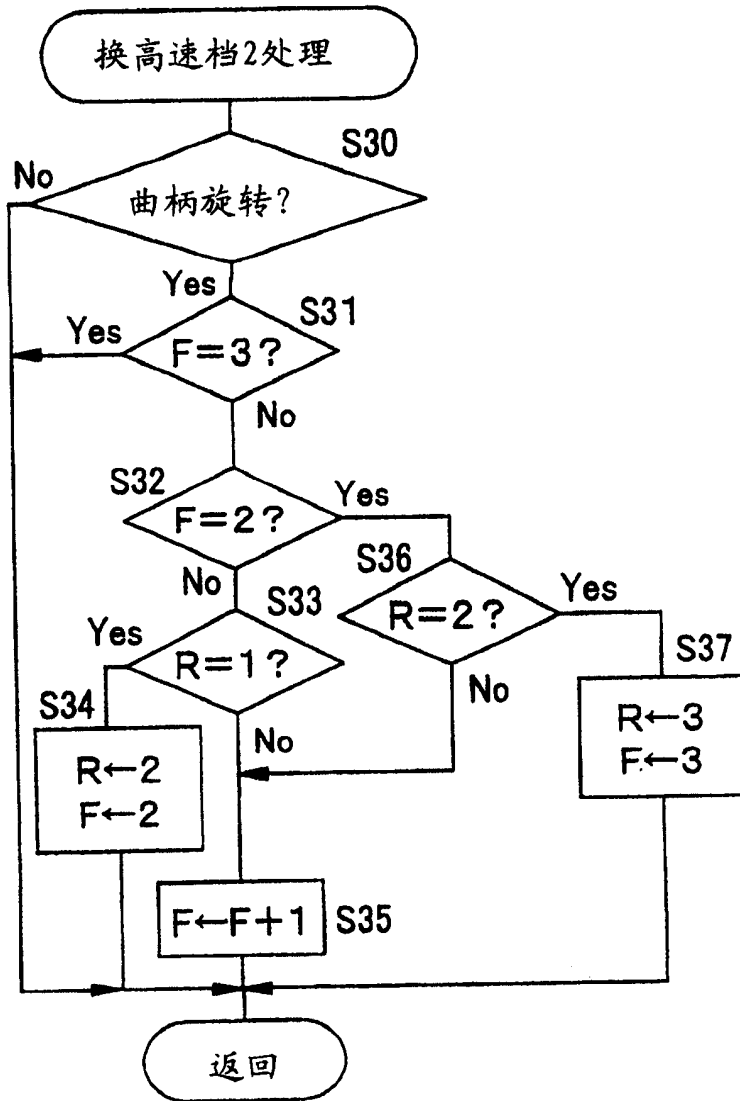 换高速档2处理
S30
No
曲柄旋转?
Yes
S31
Yes
F=3?
No
S32
Yes
F=2?
S36
No
S33
Yes
Yes
R=2?
R=1?
S37
No
S34
No
R←3
F←3
R←2
F←2
F←F+1
S35
返回